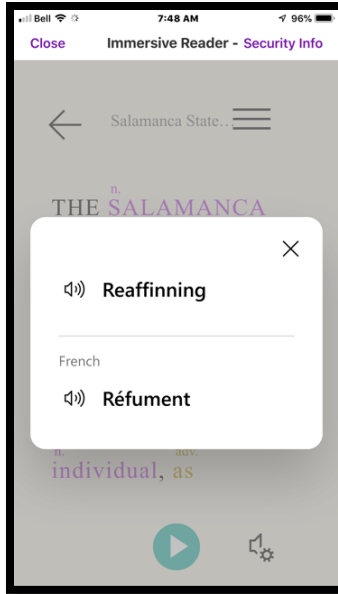 Bell 7:48 AM 96%
Close Immersive Reader - Security Info
Salamanca State...
n.
THE SALAMANCA
Reaffinning
French
Réfument
n. adv.
individual, as